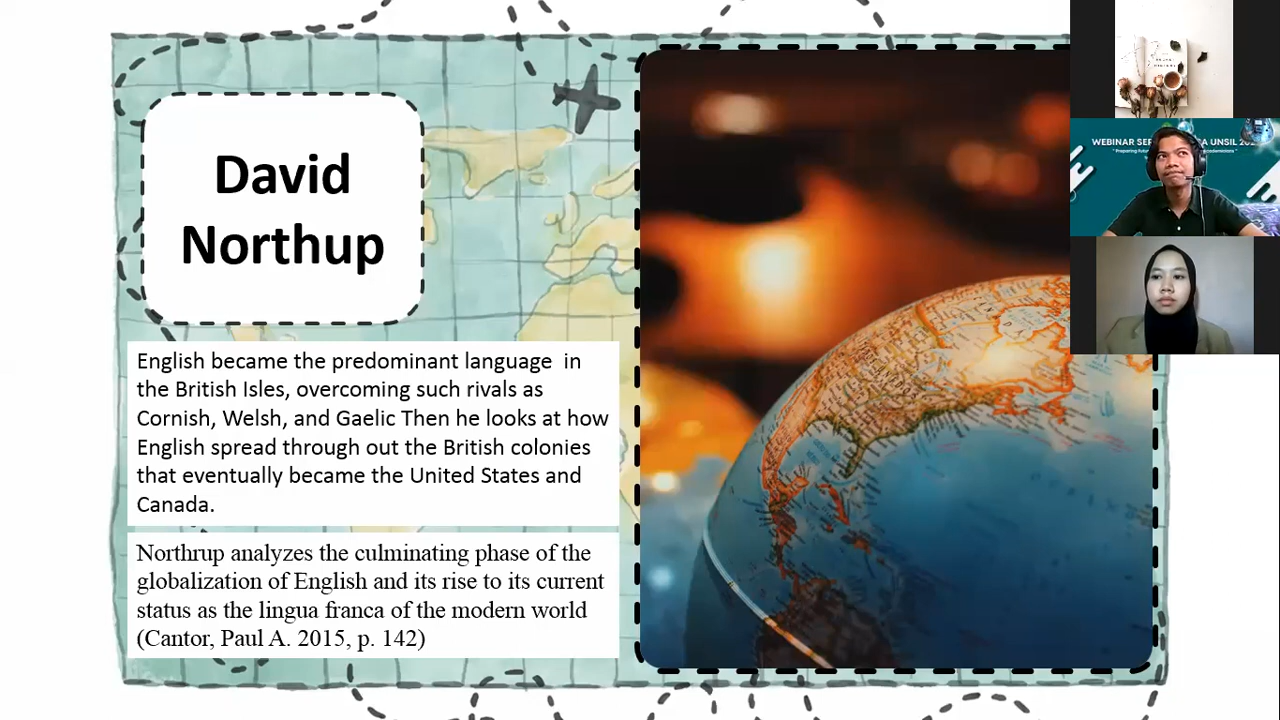 David
Northup
English became the predominant language in
the British Isles, overcoming such rivals as
Cornish, Welsh, and Gaelic Then he looks at how
English spread through out the British colonies
that eventually became the United States and
Canada.
Northrup analyzes the culminating phase of the
globalization of English and its rise to its current
status as the lingua franca of the modern world
(Cantor, Paul A. 2015, p. 142)
WEBINAR SER
A UNSIL